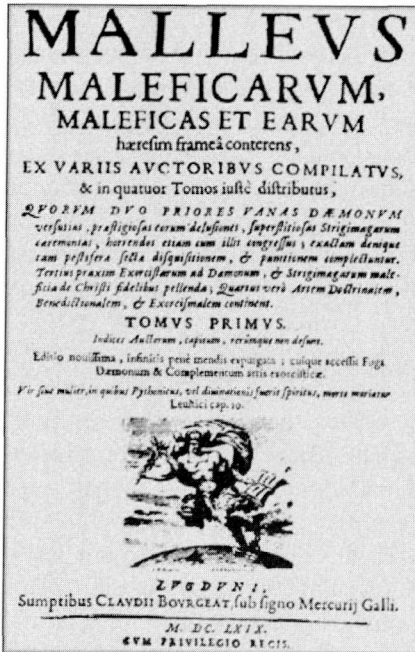 MALLEVS
MALEFICARVM,
MALEFICAS ET EARVM
hæresim frameâ conterens,
EX VARIIS AVCTORIBVS COMPILATVS,
& in quatuor Tomos iustè distributus,
QVORVM DVO PRIORES VANAS DÆMONVM
versutias, præstigiosas eorum delusiones, superstitiosas Strigimagarum
cæremonias, horrendos etiam cum illis congressus; exactam denique
tam pestiferæ sectæ disquisitionem, & punitionem complectuntur.
Tertius praxim Exorcistarum ad Dæmonum, & Strigimagarum male-
ficia de Christi fidelibus pellenda; Quartus verò Artem Doctrinalem,
Benedictionalem, & Exorcismalem continent.
TOMVS PRIMVS.
Indices Auctorum, capitum, rerúmque non desunt.
Editio nouissima, infinitis penè mendis expurgata; cuique accessit Fuga
Dæmonum & Complementum artis exorcisticæ.
Vir siue mulier, in quibus Pythonicus, vel diuinationis fuerit spiritus, morte moriatur
Leuitici cap. 10.
LVGDVNI,
Sumptibus CLAVDII BOVRGEAT, sub signo Mercurij Galli.
M. DC. LXIX.
CVM PRIVILEGIO REGIS.